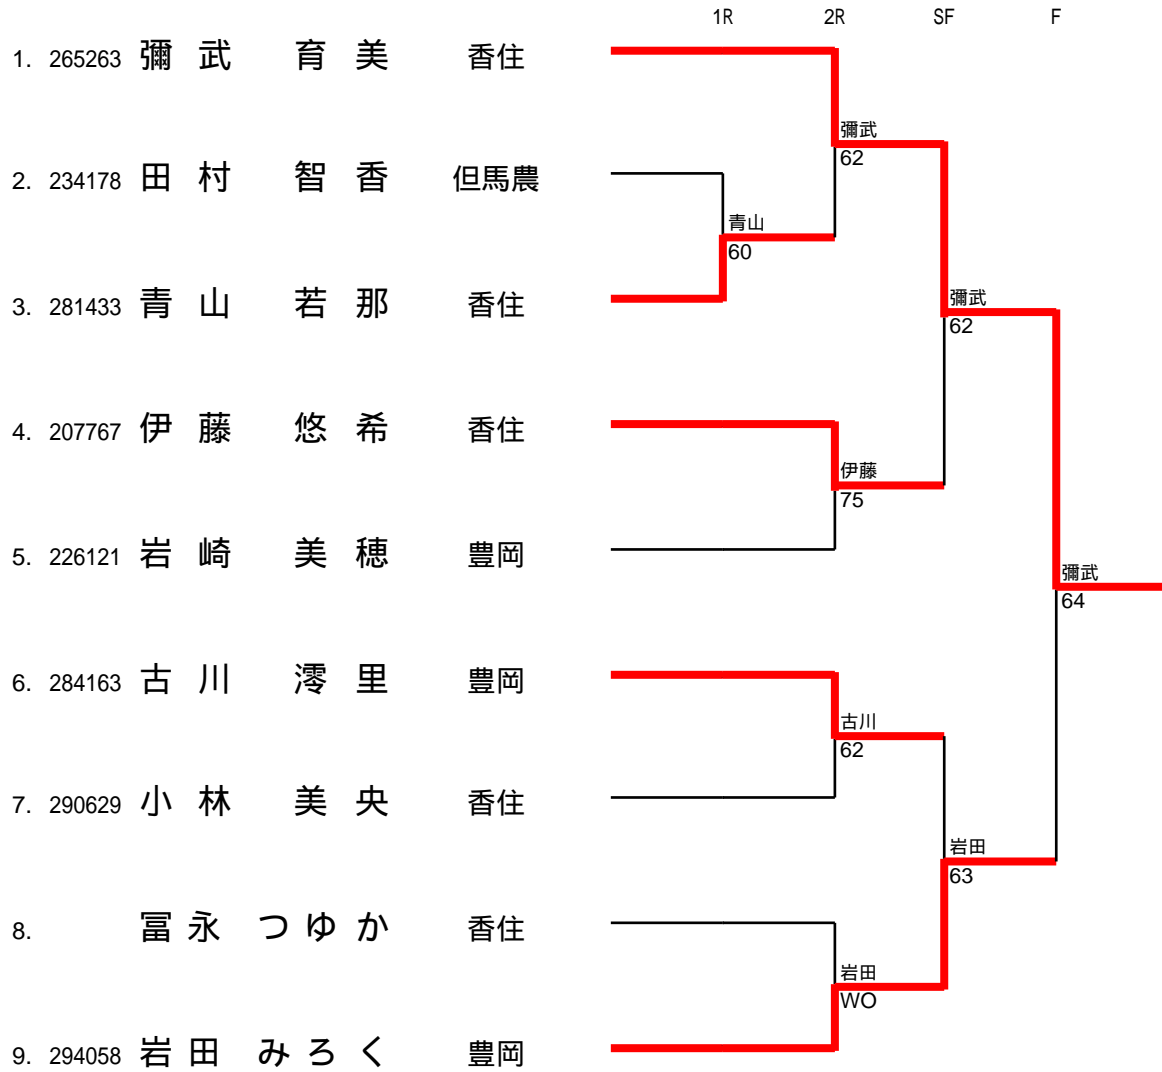 1R 2R SF F
1. 265263 彌武 育美 香住
彌武
62
2. 234178 田村 智香 但馬農
青山
60
3. 281433 青山 若那 香住
彌武
62
4. 207767 伊藤 悠希 香住
伊藤
75
5. 226121 岩崎 美穂 豊岡
彌武
64
6. 284163 古川 澪里 豊岡
古川
62
7. 290629 小林 美央 香住
岩田
63
8. 冨永 つゆか 香住
岩田
WO
9. 294058 岩田 みろく 豊岡